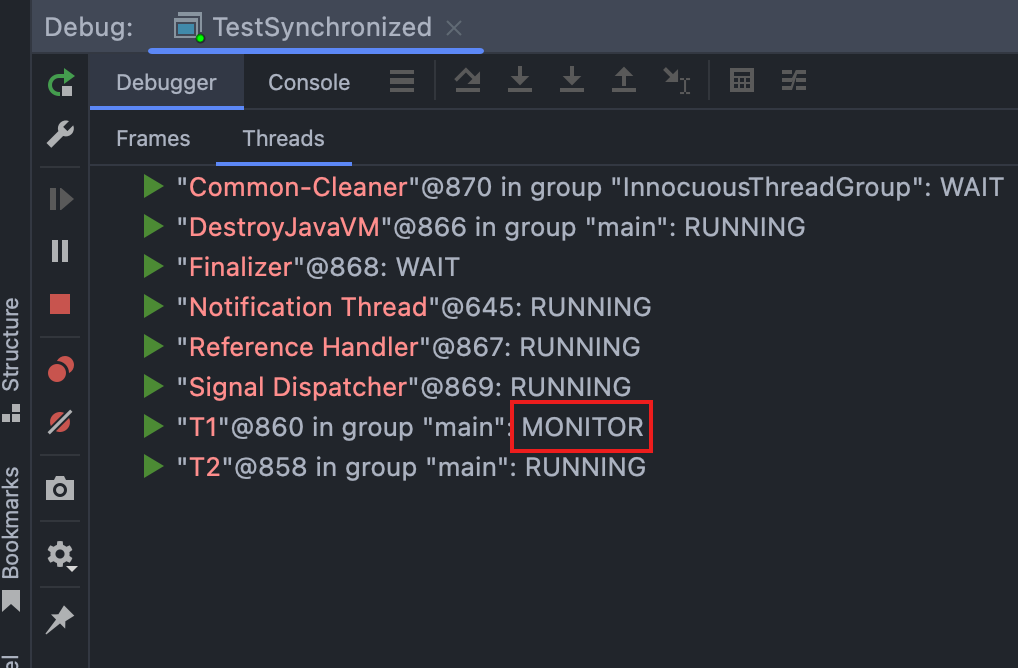 Debug: TestSynchronized
Debugger Console
Frames Threads
"Common-Cleaner"@870 in group "InnocuousThreadGroup": WAIT
"DestroyJavaVM"@866 in group "main": RUNNING
"Finalizer"@868: WAIT
"Notification Thread"@645: RUNNING
"Reference Handler"@867: RUNNING
"Signal Dispatcher"@869: RUNNING
"T1"@860 in group "main": MONITOR
"T2"@858 in group "main": RUNNING
Structure
Bookmarks